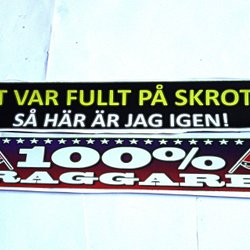 T VAR FULLT PÅ SKROT
SÅ HÄR ÄR JAG IGEN!
100%
RAGGARE